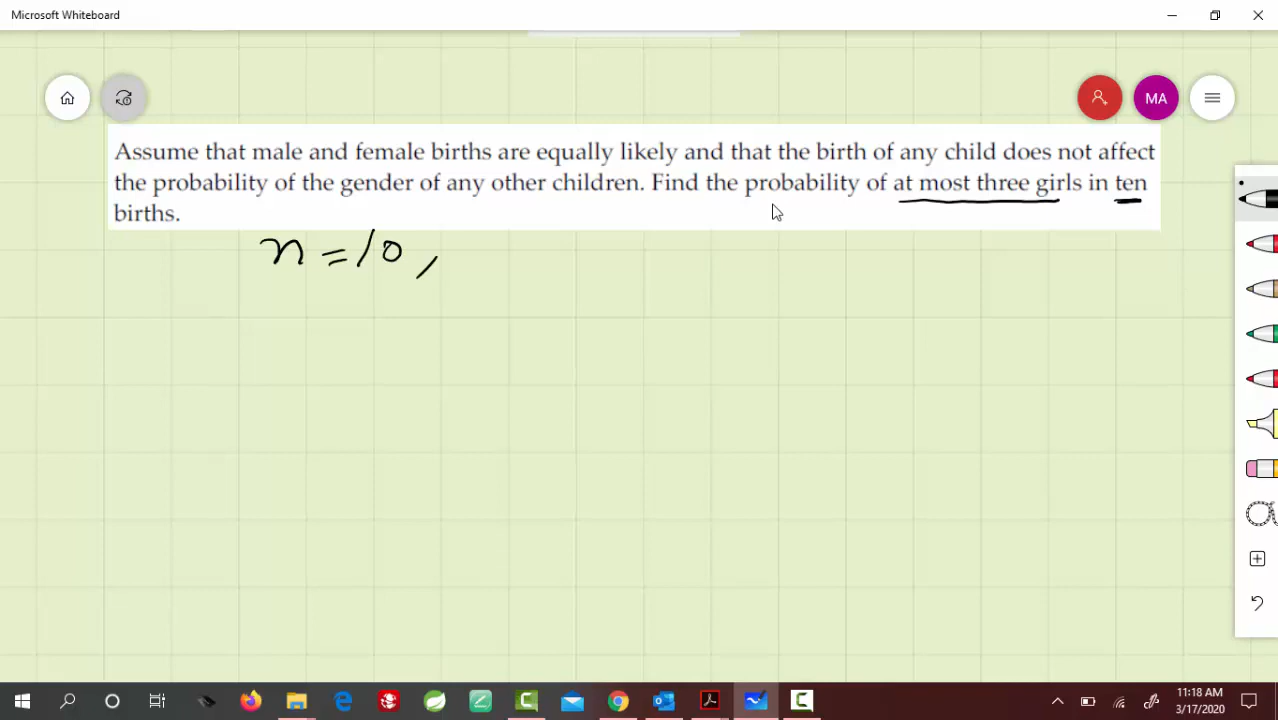 Microsoft Whiteboard
MA
Assume that male and female births are equally likely and that the birth of any child does not affect
the probability of the gender of any other children. Find the probability of at most three girls in ten
births.
n = 10 ,
11:18 AM
3/17/2020